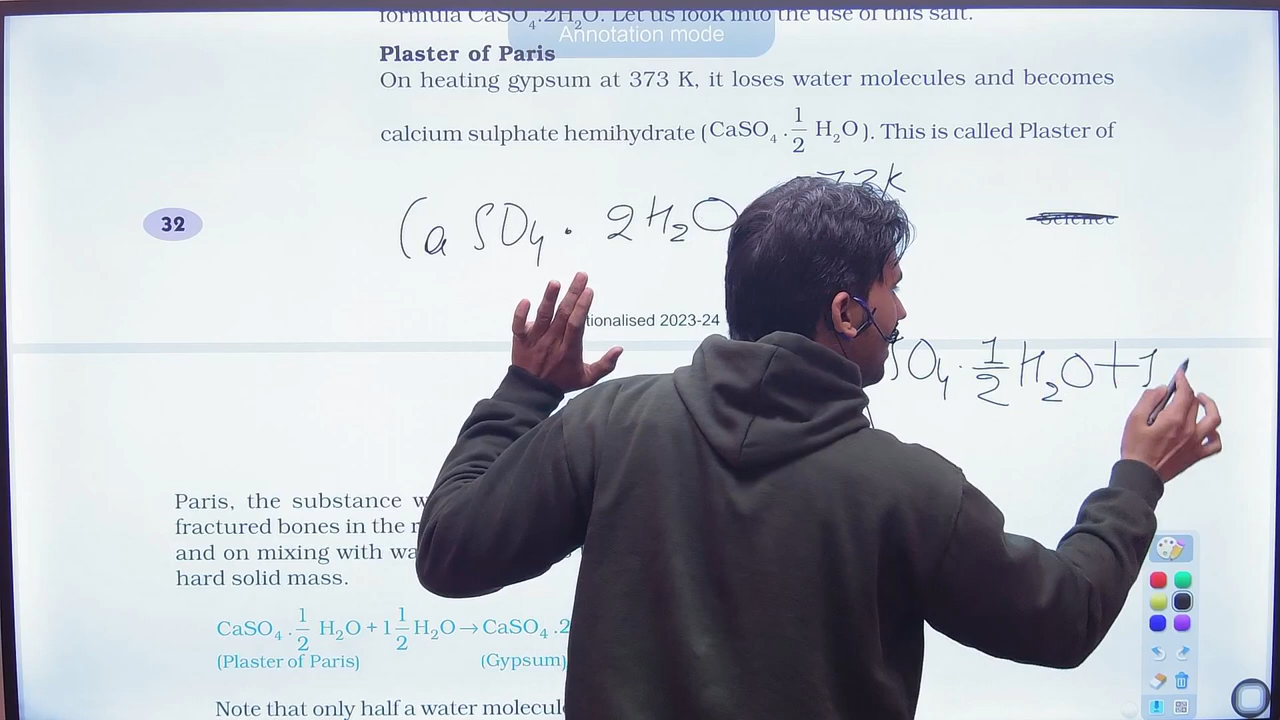 formula CaSO₄.2H₂O. Let us look into the use of this salt.
Annotation mode
Plaster of Paris
On heating gypsum at 373 K, it loses water molecules and becomes
calcium sulphate hemihydrate (CaSO₄ . 1/2 H₂O). This is called Plaster of
32
CaSO₄ . 2H₂O
Science
tionalised 2023-24
SO₄ . 1/2 H₂O + 1
Paris, the substance
fractured bones in the
and on mixing with
hard solid mass.
CaSO₄ . 1/2 H₂O + 1 1/2 H₂O → CaSO₄ .2
(Plaster of Paris) (Gypsum)
Note that only half a water